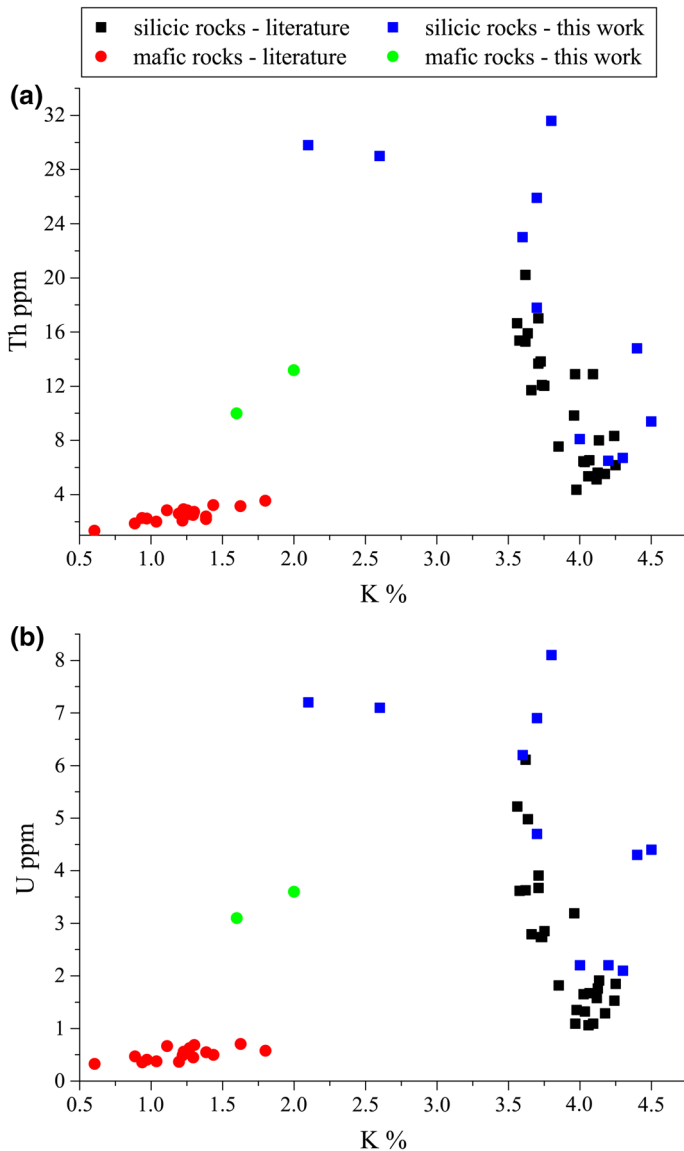 silicic rocks - literature silicic rocks - this work
mafic rocks - literature mafic rocks - this work
(a)
32
28
24
20
16
12
8
4
Th ppm
0.5 1.0 1.5 2.0 2.5 3.0 3.5 4.0 4.5
K %
(b)
8
7
6
5
4
3
2
1
0
U ppm
0.5 1.0 1.5 2.0 2.5 3.0 3.5 4.0 4.5
K %